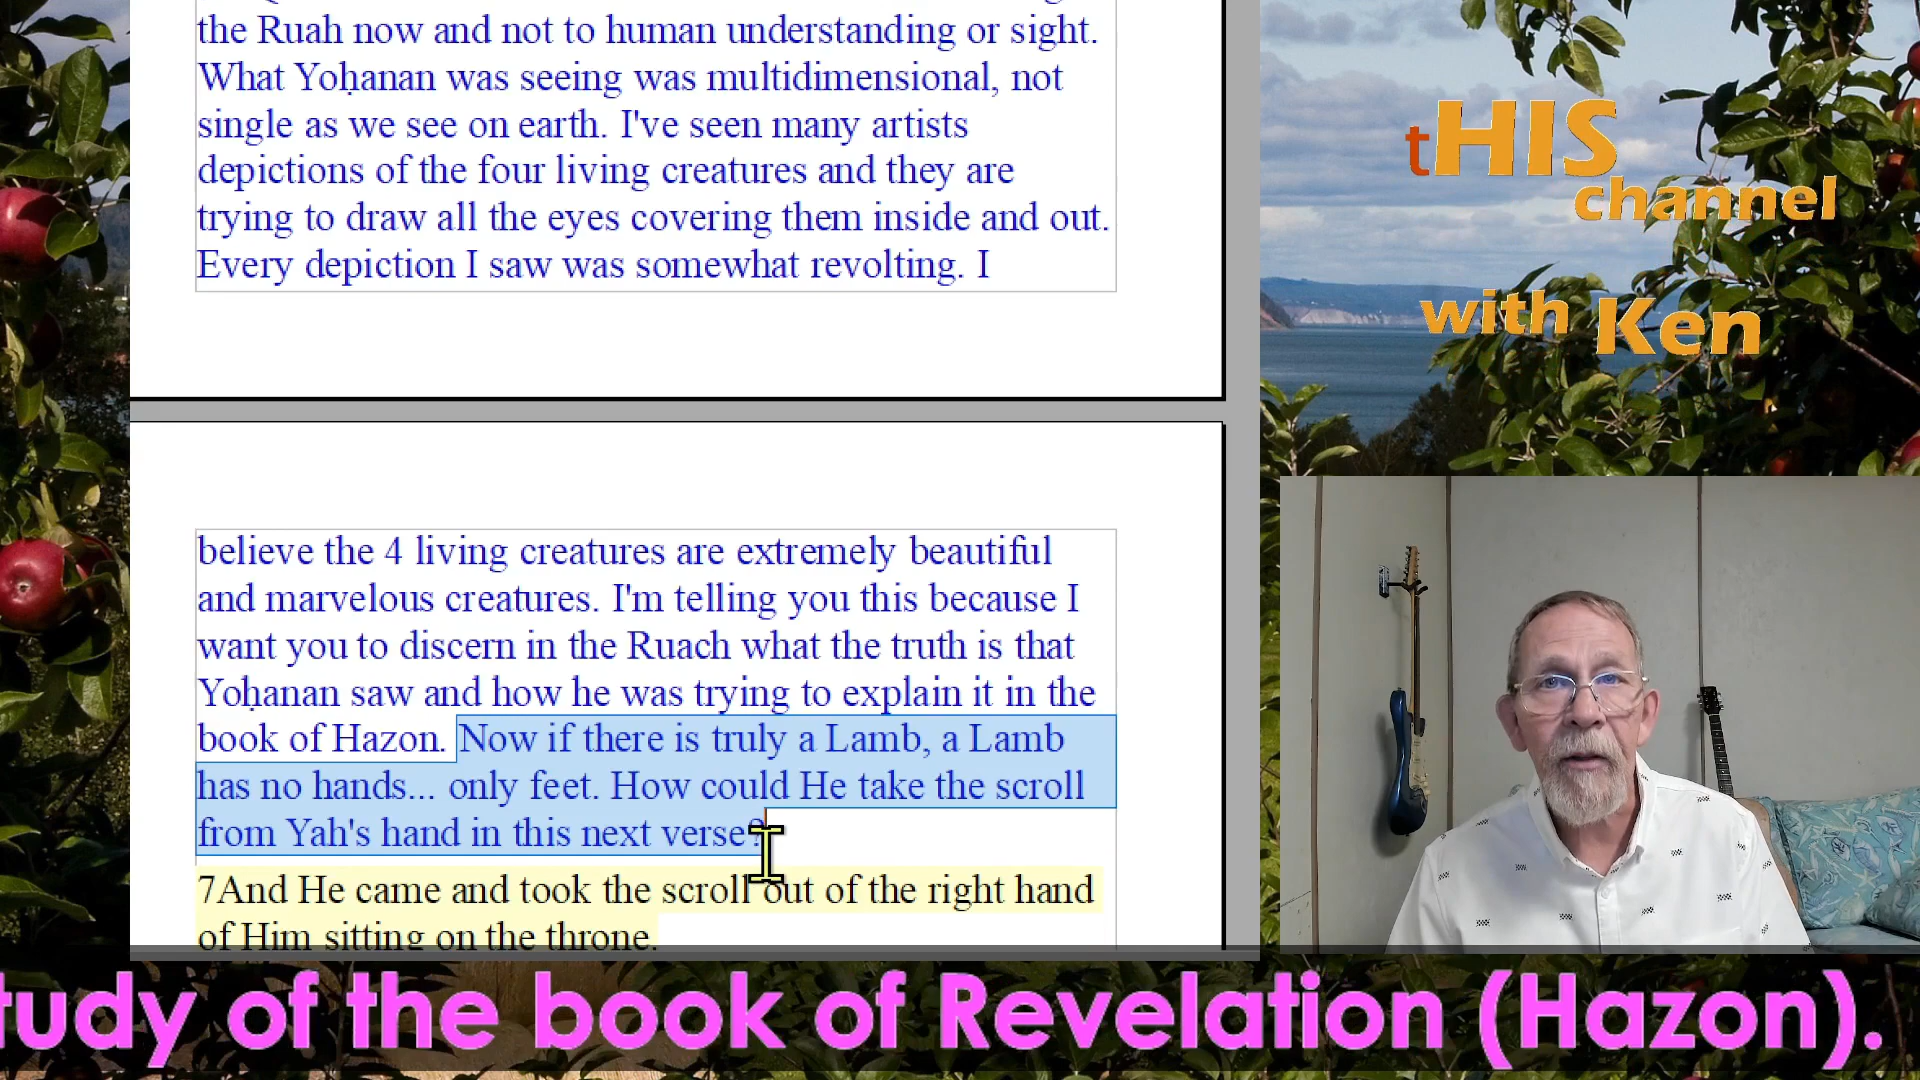 the Ruah now and not to human understanding or sight.
What Yoḥanan was seeing was multidimensional, not
single as we see on earth. I've seen many artists
depictions of the four living creatures and they are
trying to draw all the eyes covering them inside and out.
Every depiction I saw was somewhat revolting. I
believe the 4 living creatures are extremely beautiful
and marvelous creatures. I'm telling you this because I
want you to discern in the Ruach what the truth is that
Yoḥanan saw and how he was trying to explain it in the
book of Hazon. Now if there is truly a Lamb, a Lamb
has no hands... only feet. How could He take the scroll
from Yah's hand in this next verse?
7And He came and took the scroll out of the right hand
of Him sitting on the throne.
tHIS
channel
with Ken
tudy of the book of Revelation (Hazon).